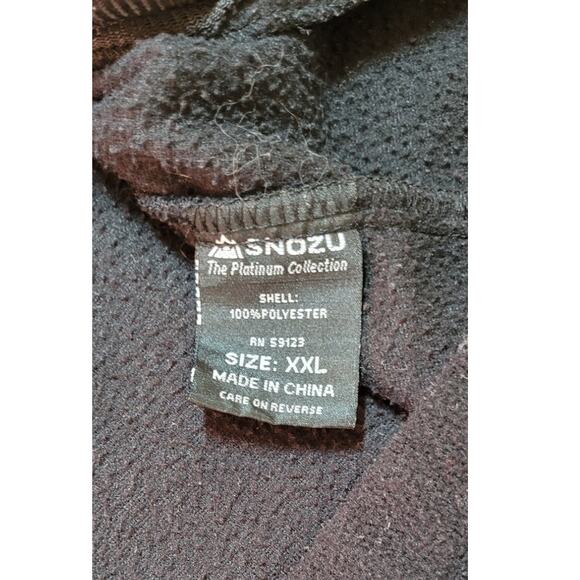 SNOZU
The Platinum Collection
SHELL:
100%POLYESTER
RN 59123
SIZE: XXL
MADE IN CHINA
CARE ON REVERSE